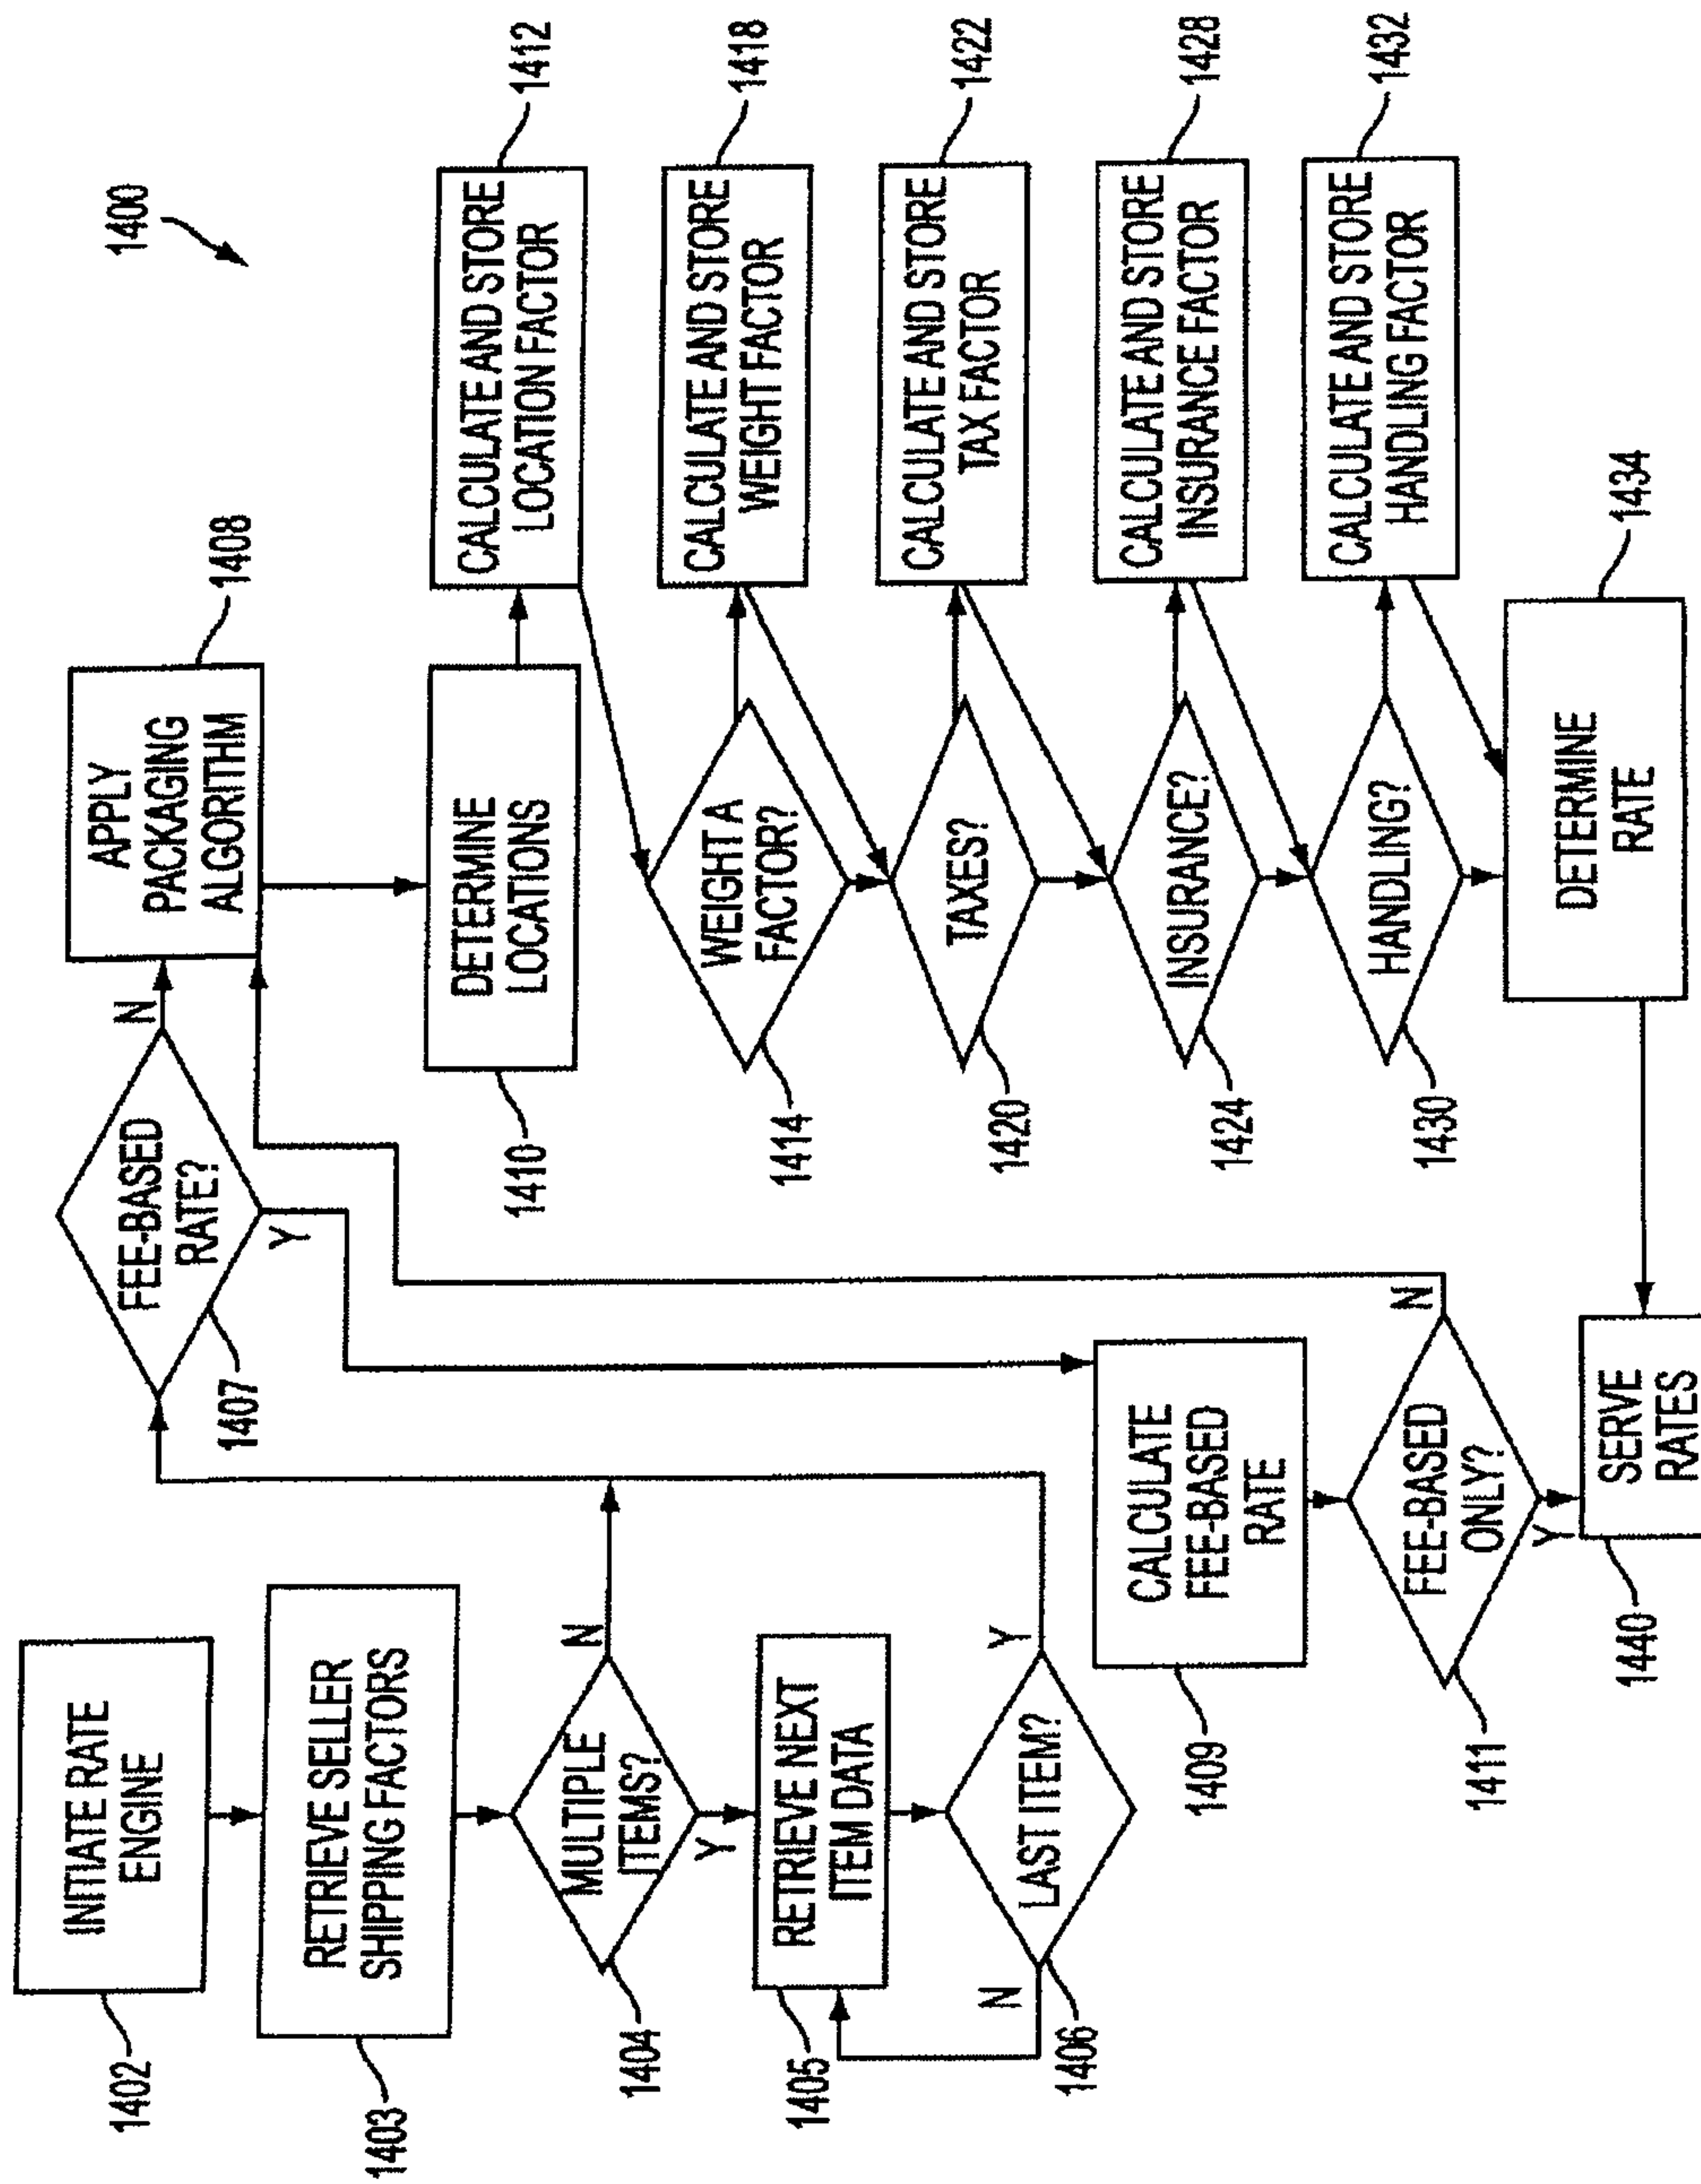 1400
INITIATE RATE
ENGINE
1402
RETRIEVE SELLER
SHIPPING FACTORS
1403
MULTIPLE
ITEMS?
1404
N
Y
RETRIEVE NEXT
ITEM DATA
1405
LAST ITEM?
1406
N
Y
FEE-BASED
RATE?
1407
N
Y
CALCULATE
FEE-BASED
RATE
1409
FEE-BASED
ONLY?
1411
N
Y
SERVE
RATES
1440
APPLY
PACKAGING
ALGORITHM
1408
DETERMINE
LOCATIONS
1410
CALCULATE AND STORE
LOCATION FACTOR
1412
WEIGHT A
FACTOR?
1414
CALCULATE AND STORE
WEIGHT FACTOR
1418
TAXES?
1420
CALCULATE AND STORE
TAX FACTOR
1422
INSURANCE?
1424
CALCULATE AND STORE
INSURANCE FACTOR
1428
HANDLING?
1430
CALCULATE AND STORE
HANDLING FACTOR
1432
DETERMINE
RATE
1434